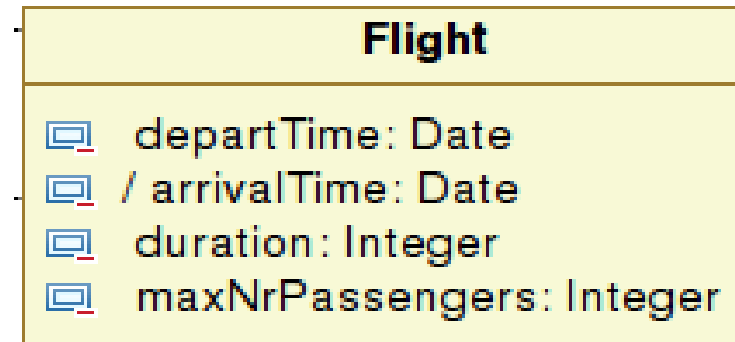 Flight
departTime: Date
/ arrivalTime: Date
duration: Integer
maxNrPassengers: Integer